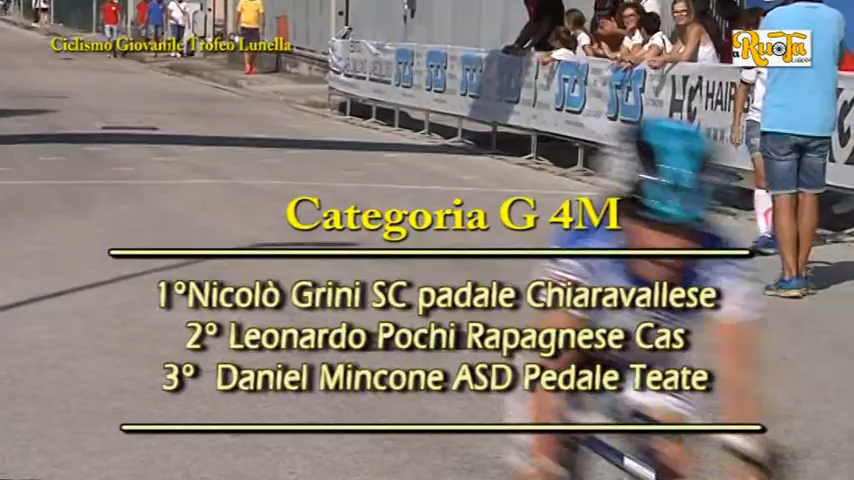 Ciclismo Giovanile Trofeo Lunella
RuoTa
Categoria G 4M
1°Nicolò Grini SC padale Chiaravallese
2° Leonardo Pochi Rapagnese Cas
3° Daniel Mincone ASD Pedale Teate